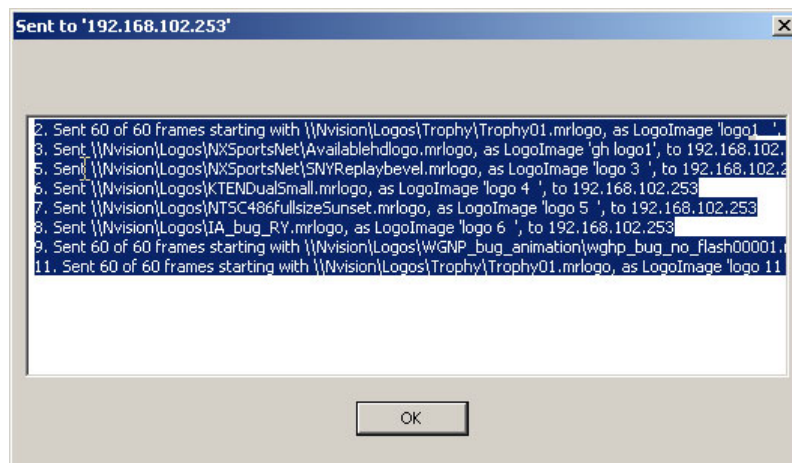 Sent to '192.168.102.253'
2. Sent 60 of 60 frames starting with \\Nvision\Logos\Trophy\Trophy01.mrlogo, as LogoImage 'logo1   ',
3. Sent \\Nvision\Logos\NXSportsNet\Availablehdlogo.mrlogo, as LogoImage 'gh logo1', to 192.168.102.
5. Sent \\Nvision\Logos\NXSportsNet\SNYReplaybevel.mrlogo, as LogoImage 'logo 3  ', to 192.168.102.2
6. Sent \\Nvision\Logos\KTENDualSmall.mrlogo, as LogoImage 'logo 4  ', to 192.168.102.253
7. Sent \\Nvision\Logos\NTSC486fullsizeSunset.mrlogo, as LogoImage 'logo 5  ', to 192.168.102.253
8. Sent \\Nvision\Logos\IA_bug_RY.mrlogo, as LogoImage 'logo 6  ', to 192.168.102.253
9. Sent 60 of 60 frames starting with \\Nvision\Logos\WGNP_bug_animation\wghp_bug_no_flash00001.
11. Sent 60 of 60 frames starting with \\Nvision\Logos\Trophy\Trophy01.mrlogo, as LogoImage 'logo 11
OK